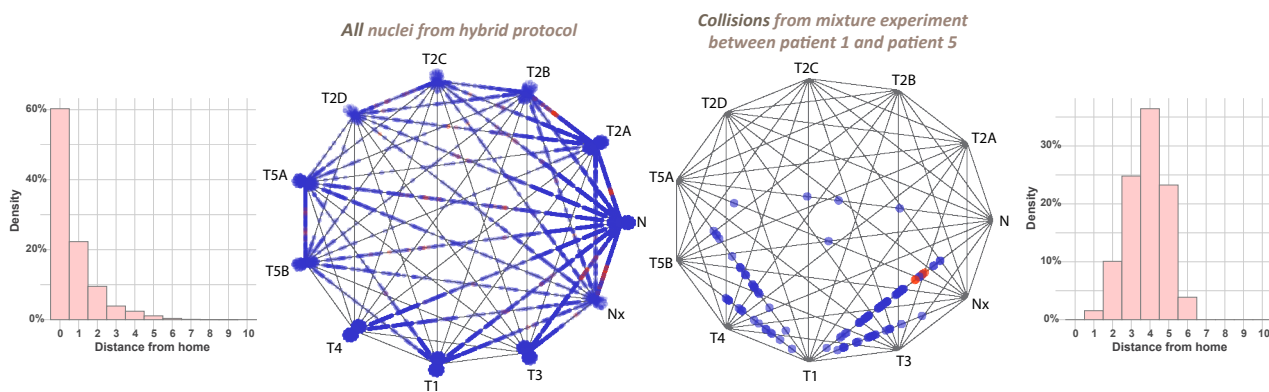 All nuclei from hybrid protocol
Collisions from mixture experiment
between patient 1 and patient 5
60%
40%
20%
0%
Density
0 1 2 3 4 5 6 7 8 9 10
Distance from home
T2C
T2B
T2D
T2A
T5A
N
T5B
Nx
T4
T3
T1
T2C
T2B
T2D
T2A
T5A
N
T5B
Nx
T4
T3
T1
30%
20%
10%
0%
Density
0 1 2 3 4 5 6 7 8 9 10
Distance from home